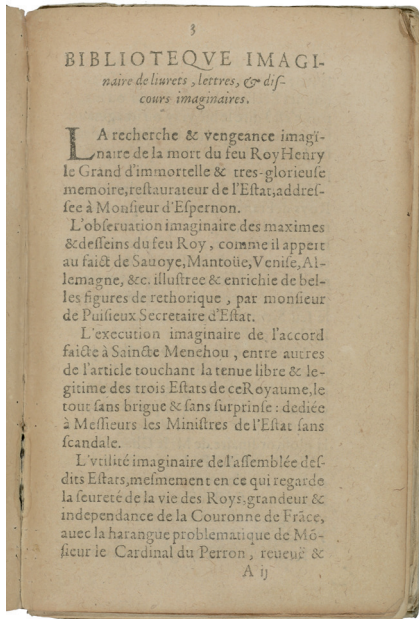 3
BIBLIOTEQVE IMAGI-
naire de liurets, lettres, & dis-
cours imaginaires.
LA recherche & vengeance imagi-
naire de la mort du feu Roy Henry
le Grand d'immortelle & tres-glorieuse
memoire, restaurateur de l'Estat, addres-
see à Monsieur d'Espernon.
L'obseruation imaginaire des maximes
& desseins du feu Roy, comme il appert
au faict de Sauoye, Mantoüe, Venise, Al-
lemagne, &c. illustree & enrichie de bel-
les figures de rethorique, par monsieur
de Puisieux Secretaire d'Estat.
L'execution imaginaire de l'accord
faicte à Saincte Menehou, entre autres
de l'article touchant la tenue libre & le-
gitime des trois Estats de ce Royaume, le
tout sans brigue & sans surprinse : dediée
à Messieurs les Ministres de l'Estat sans
scandale.
L'vtilité imaginaire de l'assemblée des-
dits Estats, mesmement en ce qui regarde
la seureté de la vie des Roys, grandeur &
independance de la Couronne de Frãce,
auec la harangue problematique de Mõ-
sieur le Cardinal du Perron, reueuë &
A ij